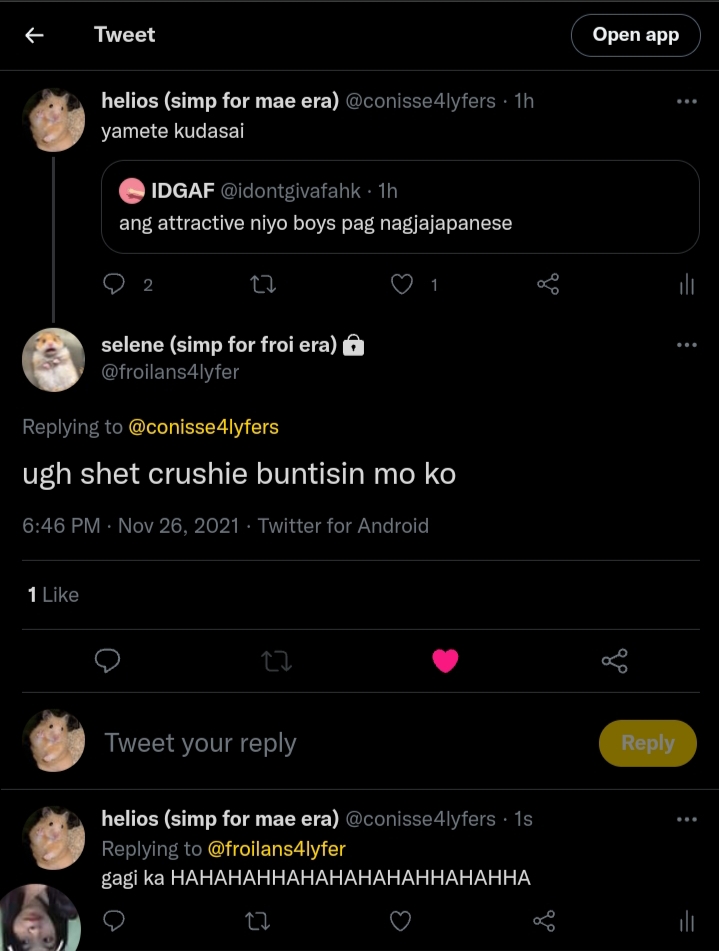 Tweet
Open app
helios (simp for mae era) @conisse4lyfers · 1h
yamete kudasai
IDGAF @idontgivafahk · 1h
ang attractive niyo boys pag nagjajapanese
2
1
selene (simp for froi era)
@froilans4lyfer
Replying to @conisse4lyfers
ugh shet crushie buntisin mo ko
6:46 PM · Nov 26, 2021 · Twitter for Android
1 Like
Tweet your reply
Reply
helios (simp for mae era) @conisse4lyfers · 1s
Replying to @froilans4lyfer
gagi ka HAHAHAHHAHAHAHAHAHHAHAHHA